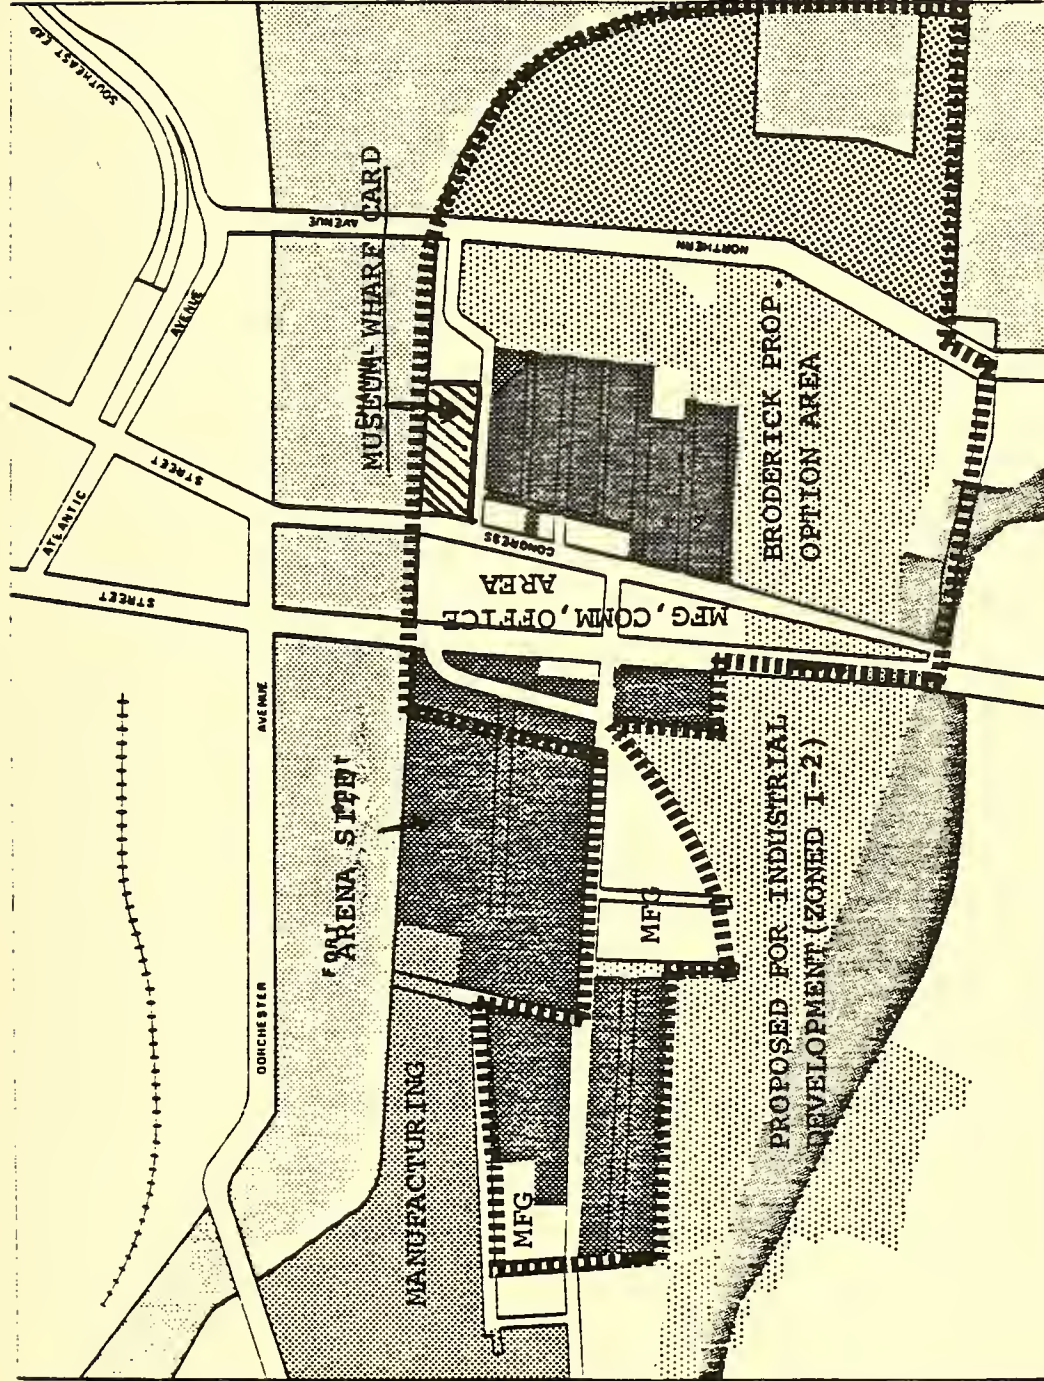 SOUTHEAST EXP
AVENUE
STREET
ATLANTIC
STREET
AVENUE
DORCHESTER
AVENUE
NORTHERN
MUSEUM WHARF CARD
CONGRESS
MFG, COMM, OFFICE
AREA
BRODERICK PROP.
OPTION AREA
FORT
ARENA
MFG
MANUFACTURING
MFG
PROPOSED FOR INDUSTRIAL
DEVELOPMENT (ZONED I-2)